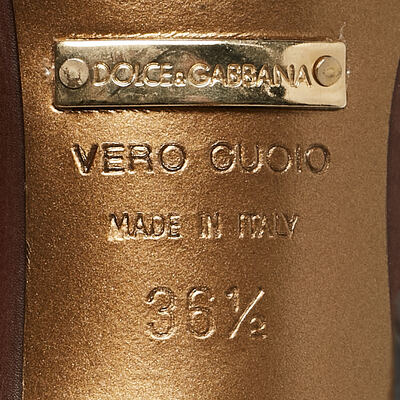 DOLCE&GABBANA
VERO CUOIO
MADE IN ITALY
36½